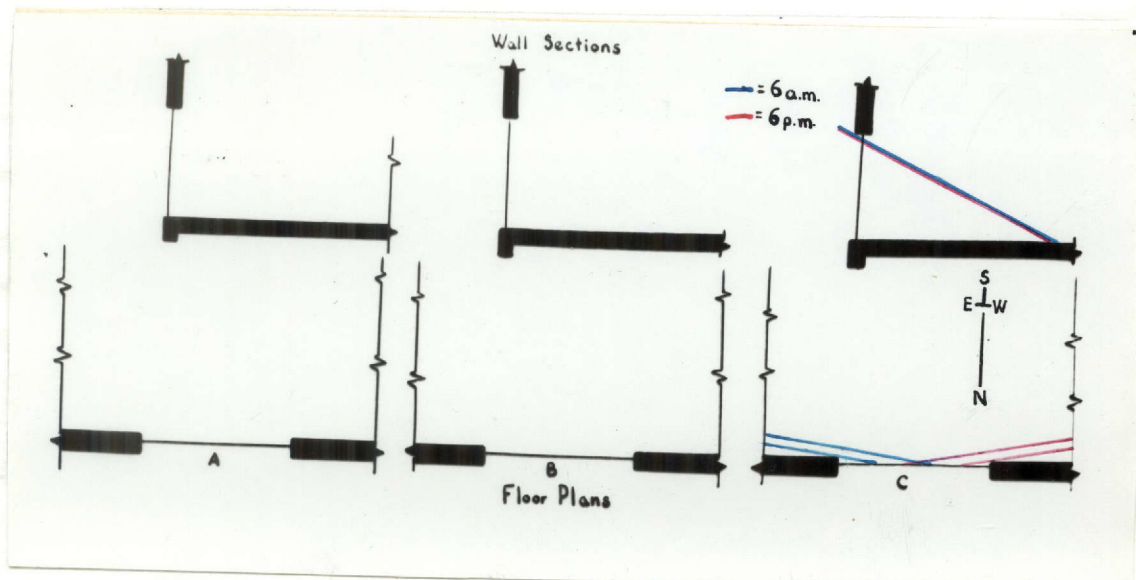 Wall Sections
= 6 a.m.
= 6 p.m.
S
E W
N
A
B
C
Floor Plans